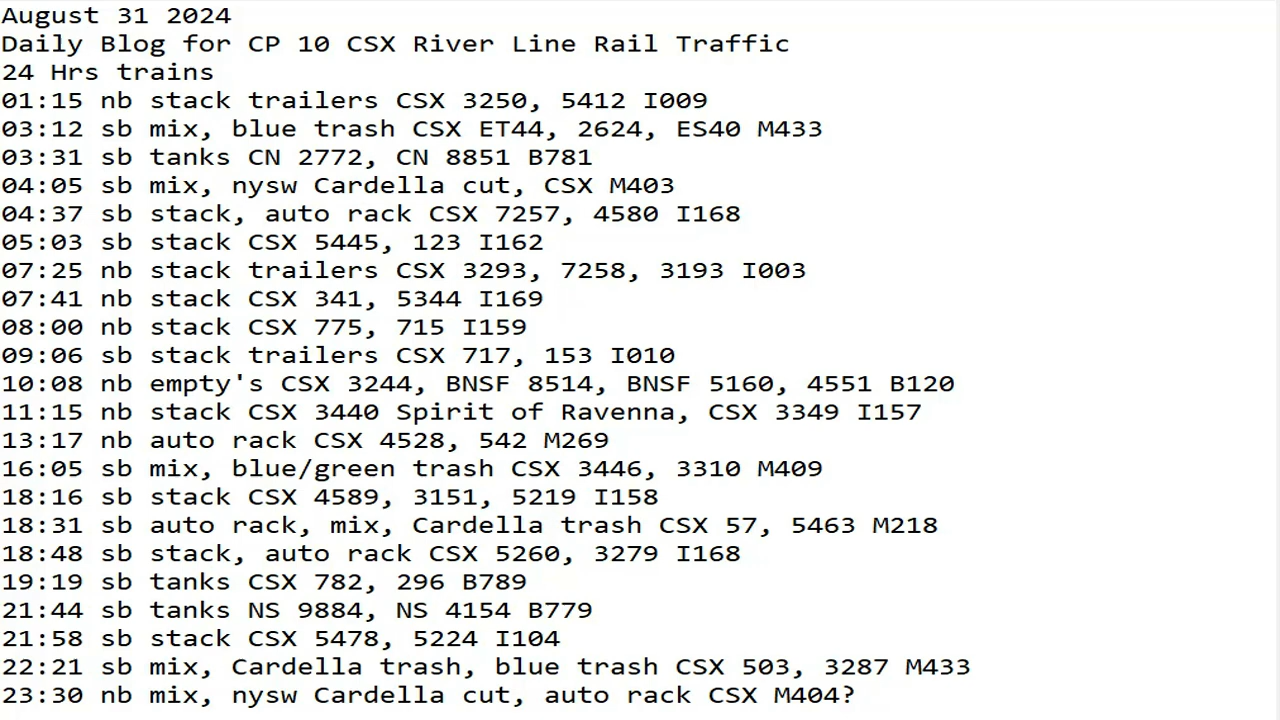 August 31 2024
Daily Blog for CP 10 CSX River Line Rail Traffic
24 Hrs trains
01:15 nb stack trailers CSX 3250, 5412 I009
03:12 sb mix, blue trash CSX ET44, 2624, ES40 M433
03:31 sb tanks CN 2772, CN 8851 B781
04:05 sb mix, nysw Cardella cut, CSX M403
04:37 sb stack, auto rack CSX 7257, 4580 I168
05:03 sb stack CSX 5445, 123 I162
07:25 nb stack trailers CSX 3293, 7258, 3193 I003
07:41 nb stack CSX 341, 5344 I169
08:00 nb stack CSX 775, 715 I159
09:06 sb stack trailers CSX 717, 153 I010
10:08 nb empty's CSX 3244, BNSF 8514, BNSF 5160, 4551 B120
11:15 nb stack CSX 3440 Spirit of Ravenna, CSX 3349 I157
13:17 nb auto rack CSX 4528, 542 M269
16:05 sb mix, blue/green trash CSX 3446, 3310 M409
18:16 sb stack CSX 4589, 3151, 5219 I158
18:31 sb auto rack, mix, Cardella trash CSX 57, 5463 M218
18:48 sb stack, auto rack CSX 5260, 3279 I168
19:19 sb tanks CSX 782, 296 B789
21:44 sb tanks NS 9884, NS 4154 B779
21:58 sb stack CSX 5478, 5224 I104
22:21 sb mix, Cardella trash, blue trash CSX 503, 3287 M433
23:30 nb mix, nysw Cardella cut, auto rack CSX M404?